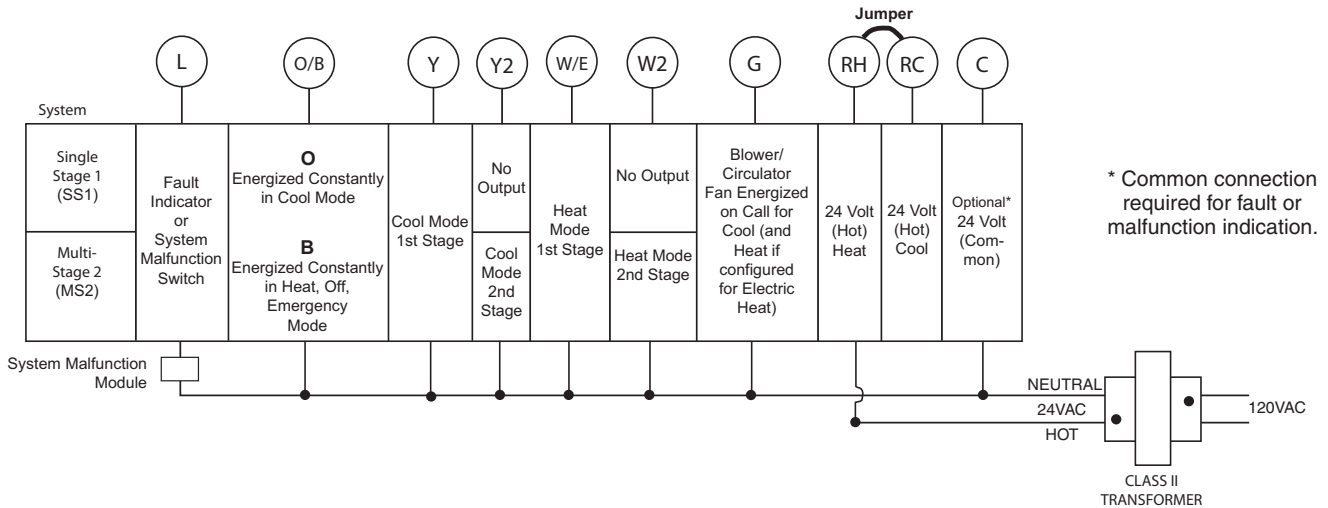 Jumper
L
O/B
Y
Y2
W/E
W2
G
RH
RC
C
System
Single
Stage 1
(SS1)
Multi-
Stage 2
(MS2)
Fault
Indicator
or
System
Malfunction
Switch
O
Energized Constantly
in Cool Mode
B
Energized Constantly
in Heat, Off,
Emergency
Mode
Cool Mode
1st Stage
No
Output
Cool
Mode
2nd
Stage
Heat
Mode
1st Stage
No Output
Heat Mode
2nd Stage
Blower/
Circulator
Fan Energized
on Call for
Cool (and
Heat if
configured
for Electric
Heat)
24 Volt
(Hot)
Heat
24 Volt
(Hot)
Cool
Optional*
24 Volt
(Com-
mon)
* Common connection
required for fault or
malfunction indication.
System Malfunction
Module
NEUTRAL
24VAC
HOT
120VAC
CLASS II
TRANSFORMER